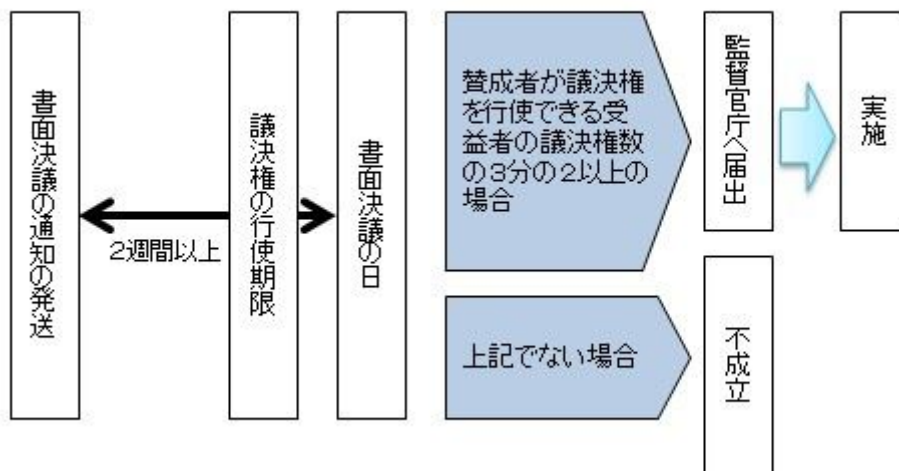 書面決議の通知の発送
2週間以上
議決権の行使期限
書面決議の日
賛成者が議決権
を行使できる受
益者の議決権数
の3分の2以上の
場合
監督官庁へ届出
実施
上記でない場合
不成立